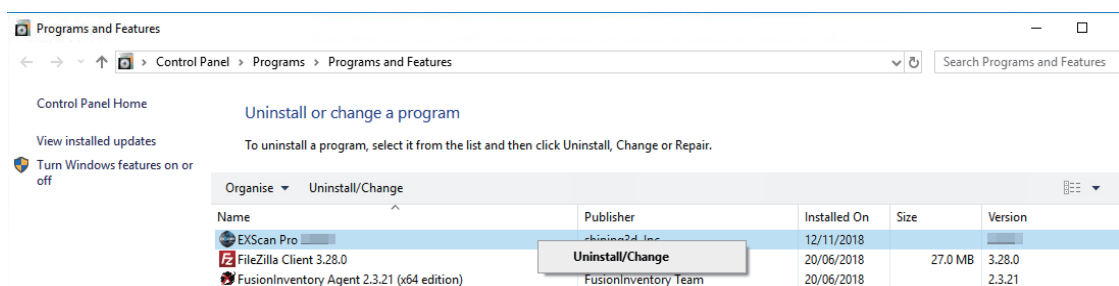 Programs and Features
Control Panel > Programs > Programs and Features
Search Programs and Features
Control Panel Home
View installed updates
Turn Windows features on or
off
Uninstall or change a program
To uninstall a program, select it from the list and then click Uninstall, Change or Repair.
Organise Uninstall/Change
Name Publisher Installed On Size Version
EXScan Pro shining3d, Inc. 12/11/2018
Uninstall/Change
FileZilla Client 3.28.0 20/06/2018 27.0 MB 3.28.0
FusionInventory Agent 2.3.21 (x64 edition) FusionInventory Team 20/06/2018 2.3.21